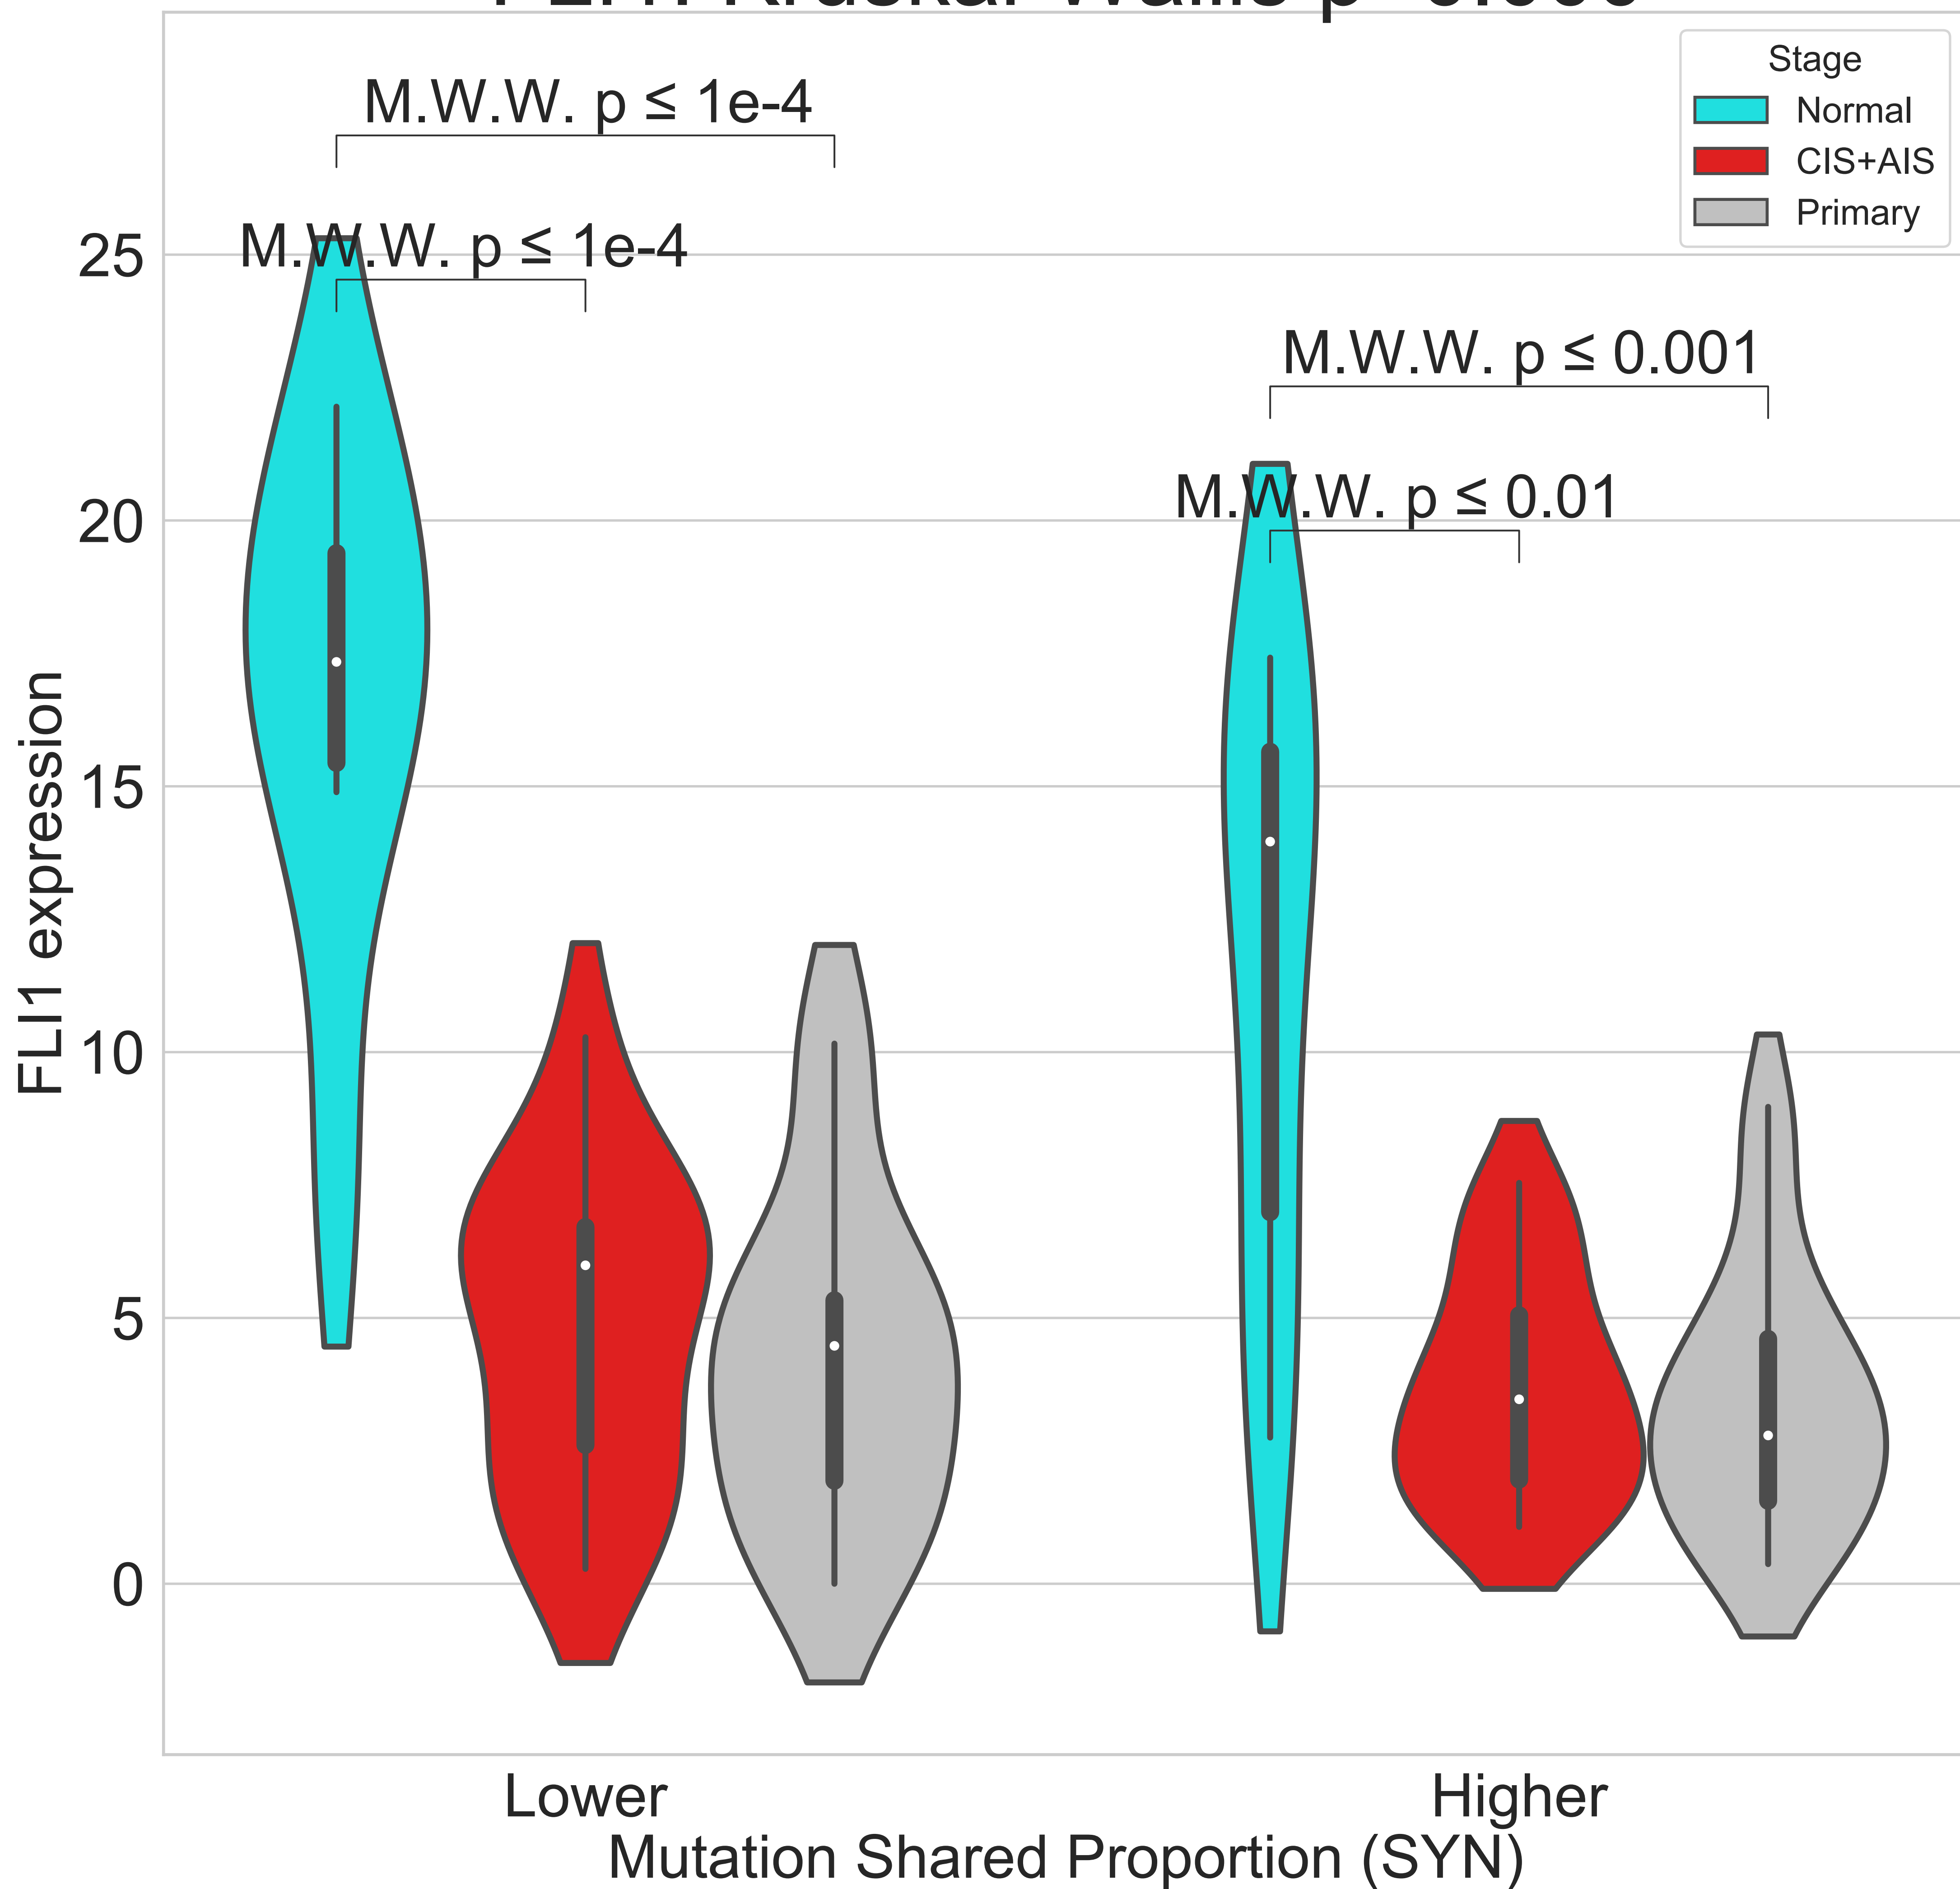 Stage
Normal
CIS+AIS
Primary
M.W.W. p ≤ 1e-4
M.W.W. p ≤ 1e-4
M.W.W. p ≤ 0.001
M.W.W. p ≤ 0.01
25
20
15
10
5
0
FLI1 expression
Lower
Higher
Mutation Shared Proportion (SYN)